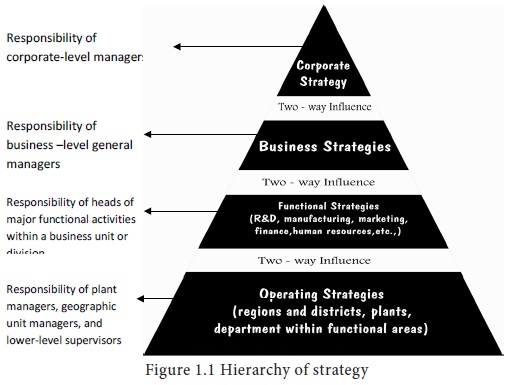 Responsibility of
corporate-level managers
Corporate
Strategy
Two - way Influence
Responsibility of
business –level general
managers
Business Strategies
Two - way Influence
Responsibility of heads of
major functional activities
within a business unit or
division
Functional Strategies
(R&D, manufacturing, marketing,
finance,human resources,etc.,)
Two - way Influence
Responsibility of plant
managers, geographic
unit managers, and
lower-level supervisors
Operating Strategies
(regions and districts, plants,
department within functional areas)
Figure 1.1 Hierarchy of strategy